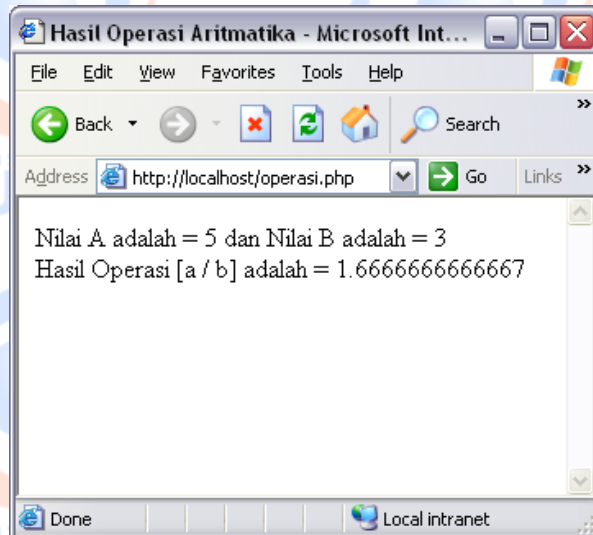 Hasil Operasi Aritmatika - Microsoft Int...
File Edit View Favorites Tools Help
Back Search
Address http://localhost/operasi.php Go Links
Nilai A adalah = 5 dan Nilai B adalah = 3
Hasil Operasi [a / b] adalah = 1.6666666666667
Done Local intranet